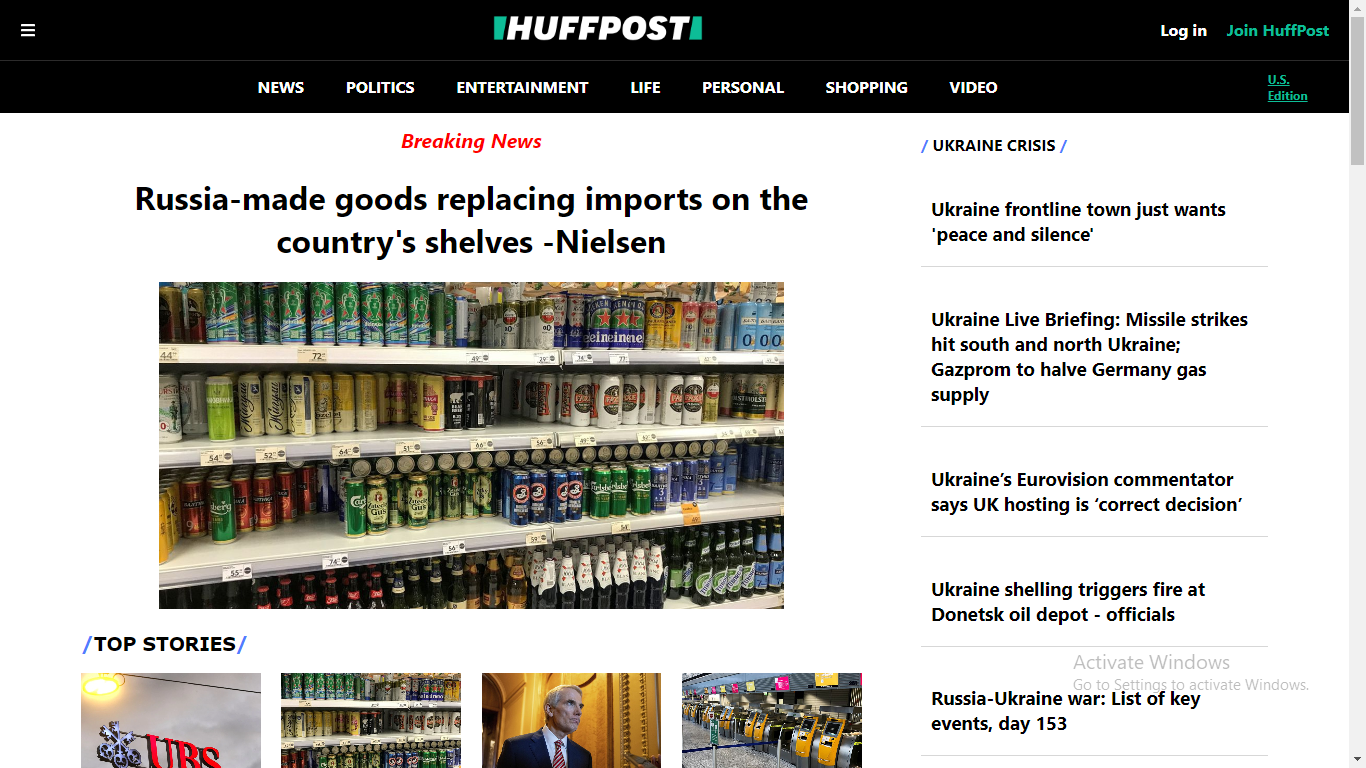 HUFFPOST
Log in
Join HuffPost
NEWS
POLITICS
ENTERTAINMENT
LIFE
PERSONAL
SHOPPING
VIDEO
U.S.
Edition
Breaking News
Russia-made goods replacing imports on the
country's shelves -Nielsen
/TOP STORIES/
UBS
/ UKRAINE CRISIS /
Ukraine frontline town just wants
'peace and silence'
Ukraine Live Briefing: Missile strikes
hit south and north Ukraine;
Gazprom to halve Germany gas
supply
Ukraine’s Eurovision commentator
says UK hosting is ‘correct decision’
Ukraine shelling triggers fire at
Donetsk oil depot - officials
Activate Windows
Go to Settings to activate Windows.
Russia-Ukraine war: List of key
events, day 153